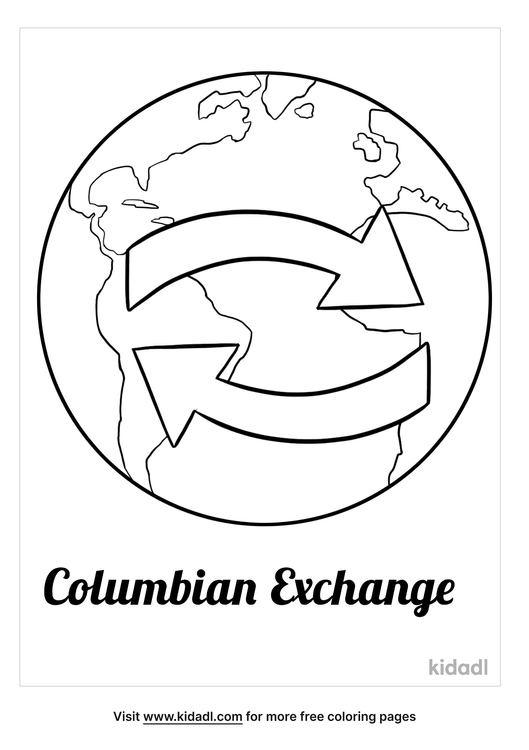 Columbian Exchange
kidadl
Visit www.kidadl.com for more free coloring pages